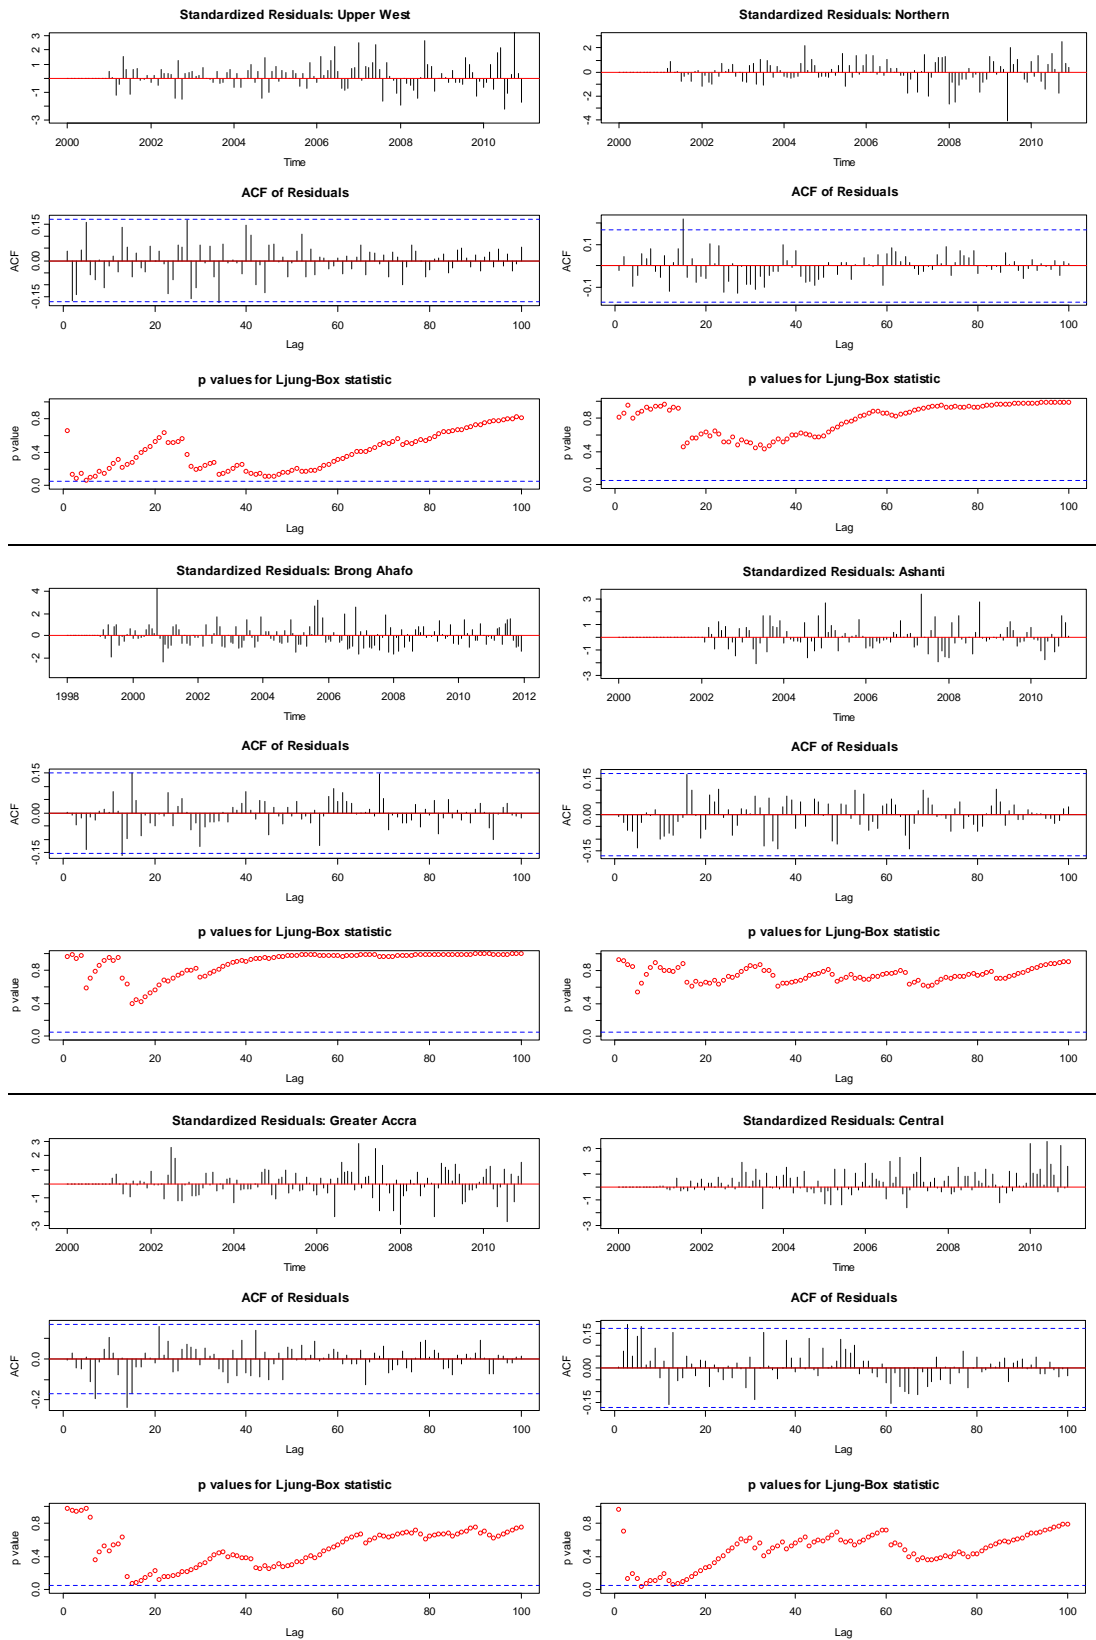 Standardized Residuals: Upper West
3
1
-1
-3
2000 2002 2004 2006 2008 2010
Time
ACF of Residuals
ACF
0.15
0.00
-0.15
0 20 40 60 80 100
Lag
p values for Ljung-Box statistic
p value
0.8
0.4
0.0
0 20 40 60 80 100
Lag
Standardized Residuals: Northern
2
0
-2
-4
2000 2002 2004 2006 2008 2010
Time
ACF of Residuals
ACF
0.1
-0.1
0 20 40 60 80 100
Lag
p values for Ljung-Box statistic
p value
0.8
0.4
0.0
0 20 40 60 80 100
Lag
Standardized Residuals: Brong Ahafo
4
2
0
-2
1998 2000 2002 2004 2006 2008 2010 2012
Time
ACF of Residuals
ACF
0.15
0.00
-0.15
0 20 40 60 80 100
Lag
p values for Ljung-Box statistic
p value
0.8
0.4
0.0
0 20 40 60 80 100
Lag
Standardized Residuals: Ashanti
3
1
-1
-3
2000 2002 2004 2006 2008 2010
Time
ACF of Residuals
ACF
0.15
0.00
-0.15
0 20 40 60 80 100
Lag
p values for Ljung-Box statistic
p value
0.8
0.4
0.0
0 20 40 60 80 100
Lag
Standardized Residuals: Greater Accra
3
1
-1
-3
2000 2002 2004 2006 2008 2010
Time
ACF of Residuals
ACF
0.0
-0.2
0 20 40 60 80 100
Lag
p values for Ljung-Box statistic
p value
0.8
0.4
0.0
0 20 40 60 80 100
Lag
Standardized Residuals: Central
3
1
-1
-3
2000 2002 2004 2006 2008 2010
Time
ACF of Residuals
ACF
0.15
0.00
-0.15
0 20 40 60 80 100
Lag
p values for Ljung-Box statistic
p value
0.8
0.4
0.0
0 20 40 60 80 100
Lag